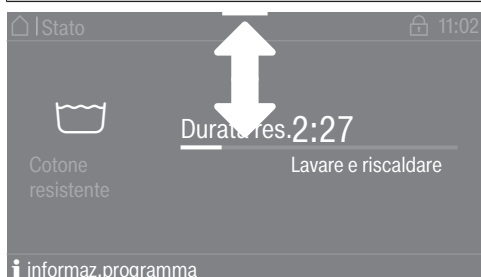 Stato
11:02
Durata res. 2:27
Cotone
resistente
Lavare e riscaldare
i informaz.programma